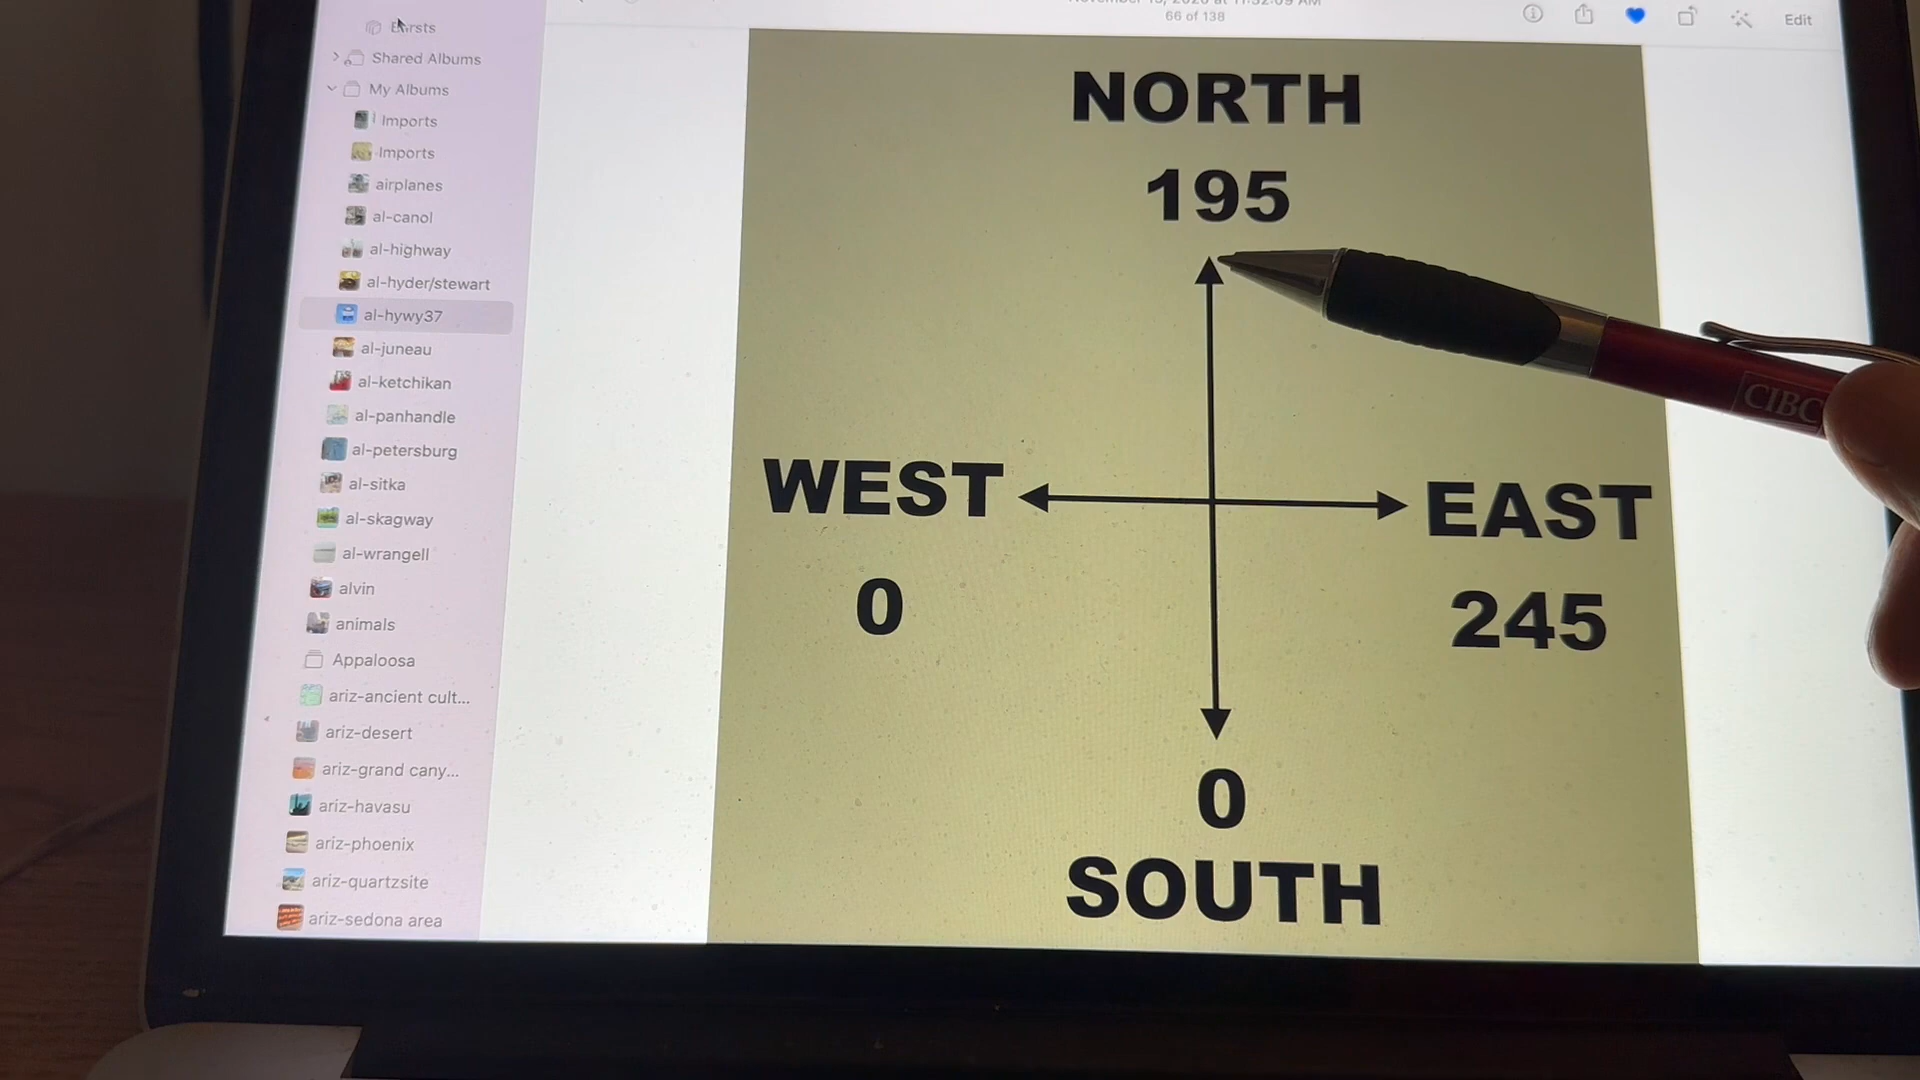 66 of 138
Edit
Shared Albums
My Albums
Imports
Imports
airplanes
al-canol
al-highway
al-hyder/stewart
al-hywy37
al-juneau
al-ketchikan
al-panhandle
al-petersburg
al-sitka
al-skagway
al-wrangell
alvin
animals
Appaloosa
ariz-ancient cult...
ariz-desert
ariz-grand cany...
ariz-havasu
ariz-phoenix
ariz-quartzsite
ariz-sedona area
NORTH
195
WEST
EAST
0
245
0
SOUTH
CIBC